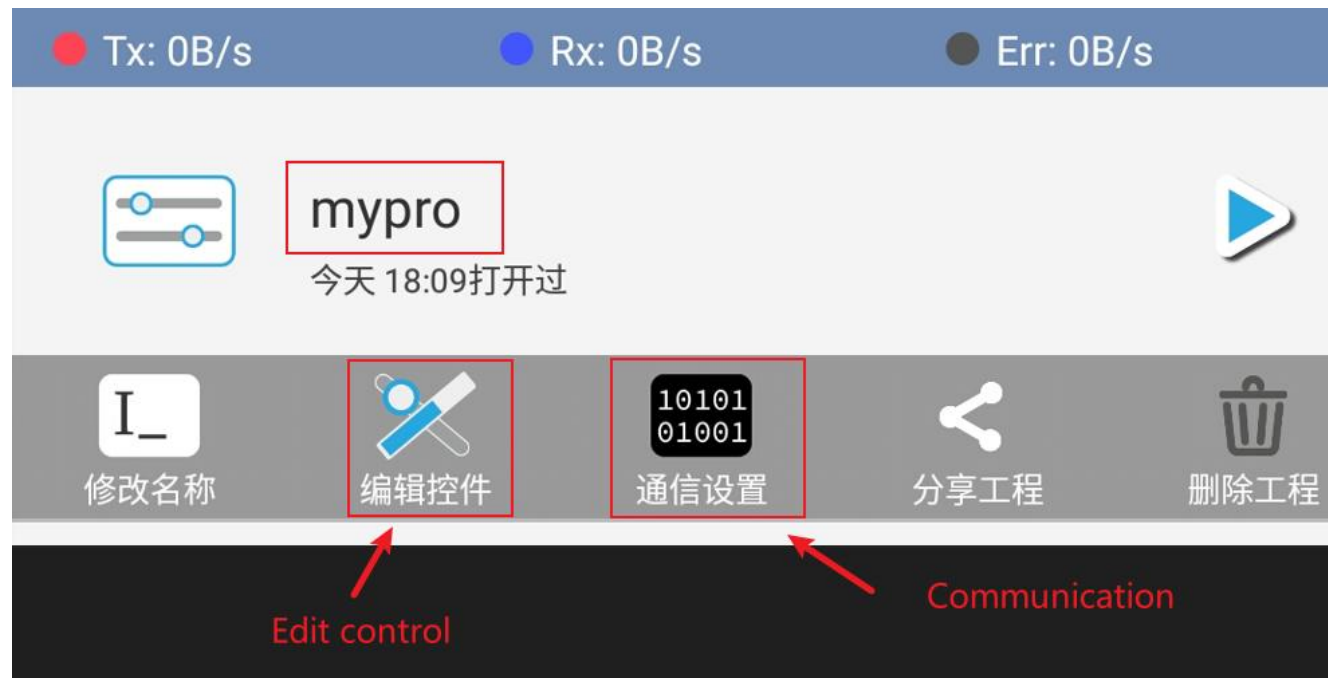 Tx: 0B/s
Rx: 0B/s
Err: 0B/s
mypro
今天 18:09打开过
I_
10101
01001
修改名称
编辑控件
通信设置
分享工程
删除工程
Edit control
Communication